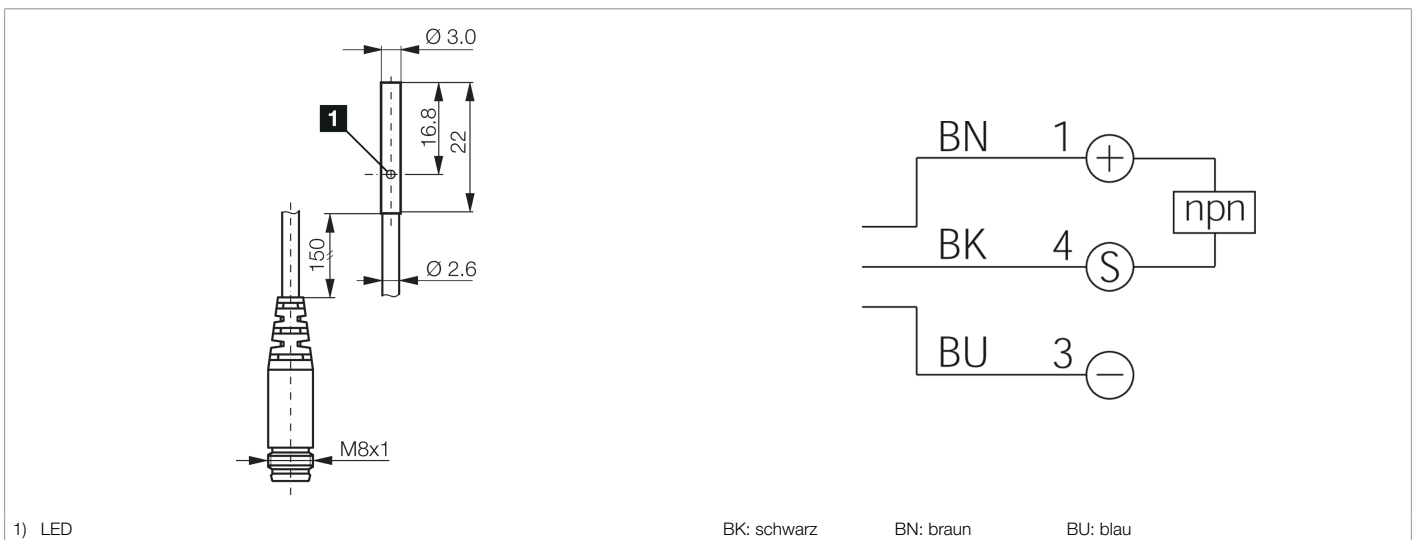 Ø 3.0
1
16.8
22
150
Ø 2.6
M8x1
BN 1 +
npn
BK 4 S
BU 3 −
1) LED
BK: schwarz BN: braun BU: blau